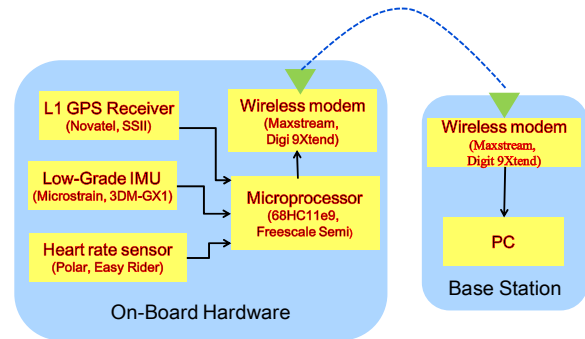 L1 GPS Receiver
(Novatel, SSII)
Low-Grade IMU
(Microstrain, 3DM-GX1)
Heart rate sensor
(Polar, Easy Rider)
Wireless modem
(Maxstream,
Digi 9Xtend)
Microprocessor
(68HC11e9,
Freescale Semi)
On-Board Hardware
Wireless modem
(Maxstream,
Digit 9Xtend)
PC
Base Station